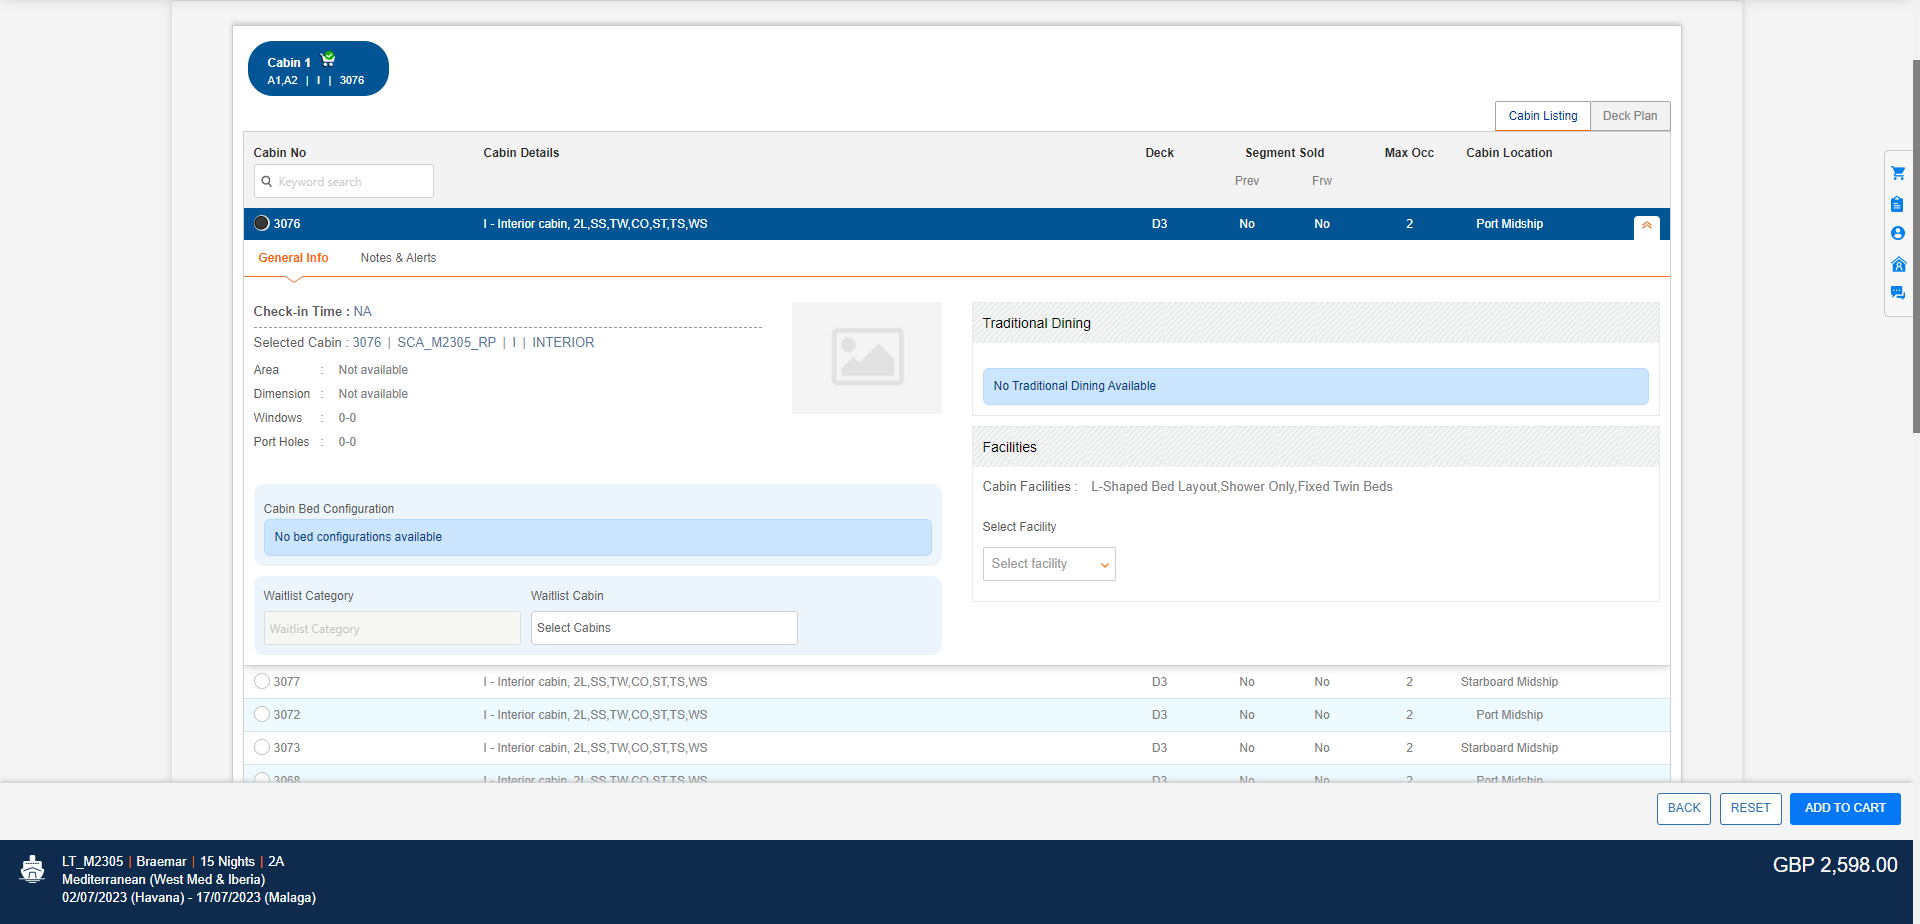 Cabin 1
A1,A2 | I | 3076
Cabin Listing
Deck Plan
Cabin No
Cabin Details
Deck
Segment Sold
Max Occ
Cabin Location
Keyword search
Prev
Frw
3076
I - Interior cabin, 2L,SS,TW,CO,ST,TS,WS
D3
No
No
2
Port Midship
General Info
Notes & Alerts
Check-in Time : NA
Selected Cabin : 3076 | SCA_M2305_RP | I | INTERIOR
Area : Not available
Dimension : Not available
Windows : 0-0
Port Holes : 0-0
Cabin Bed Configuration
No bed configurations available
Waitlist Category
Waitlist Cabin
Waitlist Category
Select Cabins
Traditional Dining
No Traditional Dining Available
Facilities
Cabin Facilities : L-Shaped Bed Layout,Shower Only,Fixed Twin Beds
Select Facility
Select facility
3077
I - Interior cabin, 2L,SS,TW,CO,ST,TS,WS
D3
No
No
2
Starboard Midship
3072
I - Interior cabin, 2L,SS,TW,CO,ST,TS,WS
D3
No
No
2
Port Midship
3073
I - Interior cabin, 2L,SS,TW,CO,ST,TS,WS
D3
No
No
2
Starboard Midship
3068
I - Interior cabin, 2L,SS,TW,CO,ST,TS,WS
D3
No
No
2
Port Midship
BACK
RESET
ADD TO CART
LT_M2305 | Braemar | 15 Nights | 2A
Mediterranean (West Med & Iberia)
02/07/2023 (Havana) - 17/07/2023 (Malaga)
GBP 2,598.00